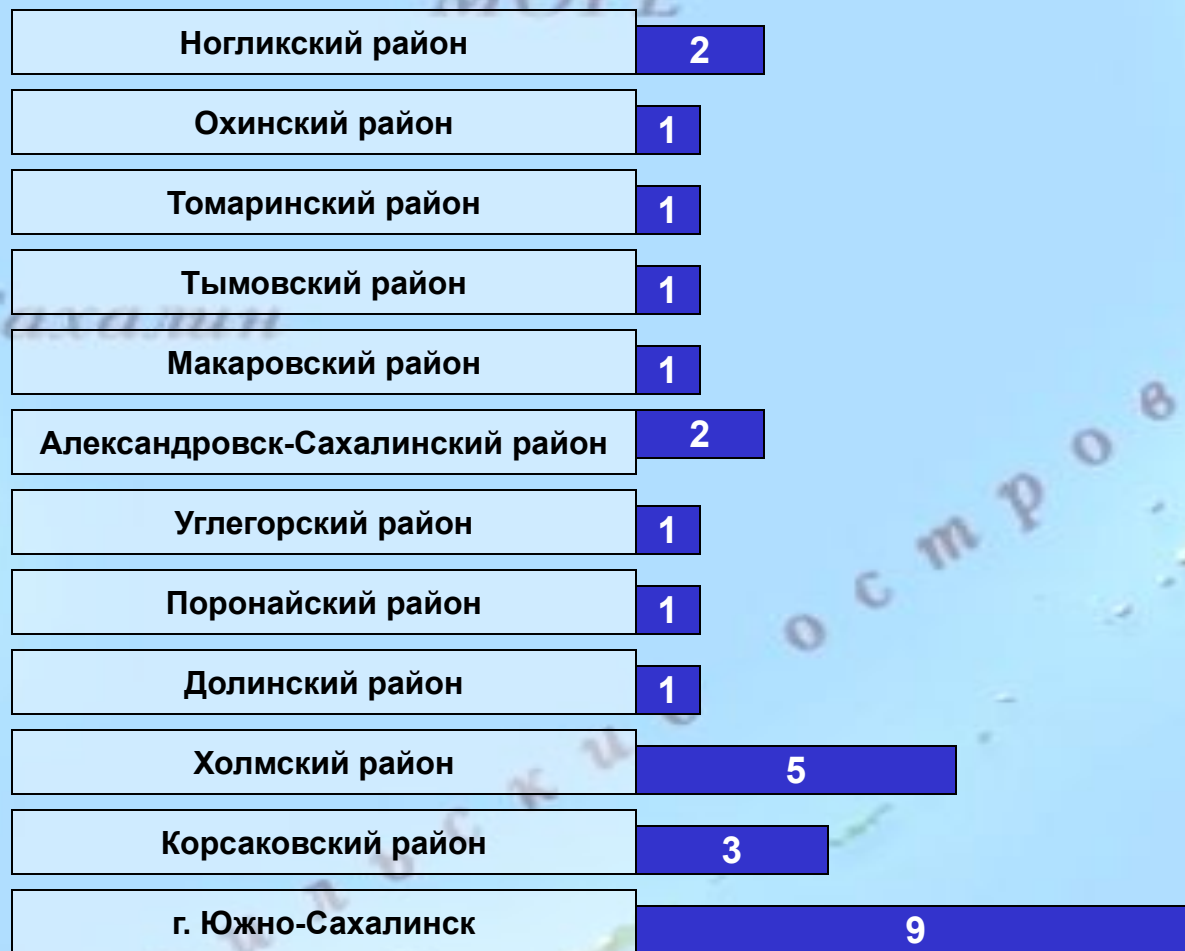 Ногликский район 2
Охинский район 1
Томаринский район 1
Тымовский район 1
Макаровский район 1
Александровск-Сахалинский район 2
Углегорский район 1
Поронайский район 1
Долинский район 1
Холмский район 5
Корсаковский район 3
г. Южно-Сахалинск 9